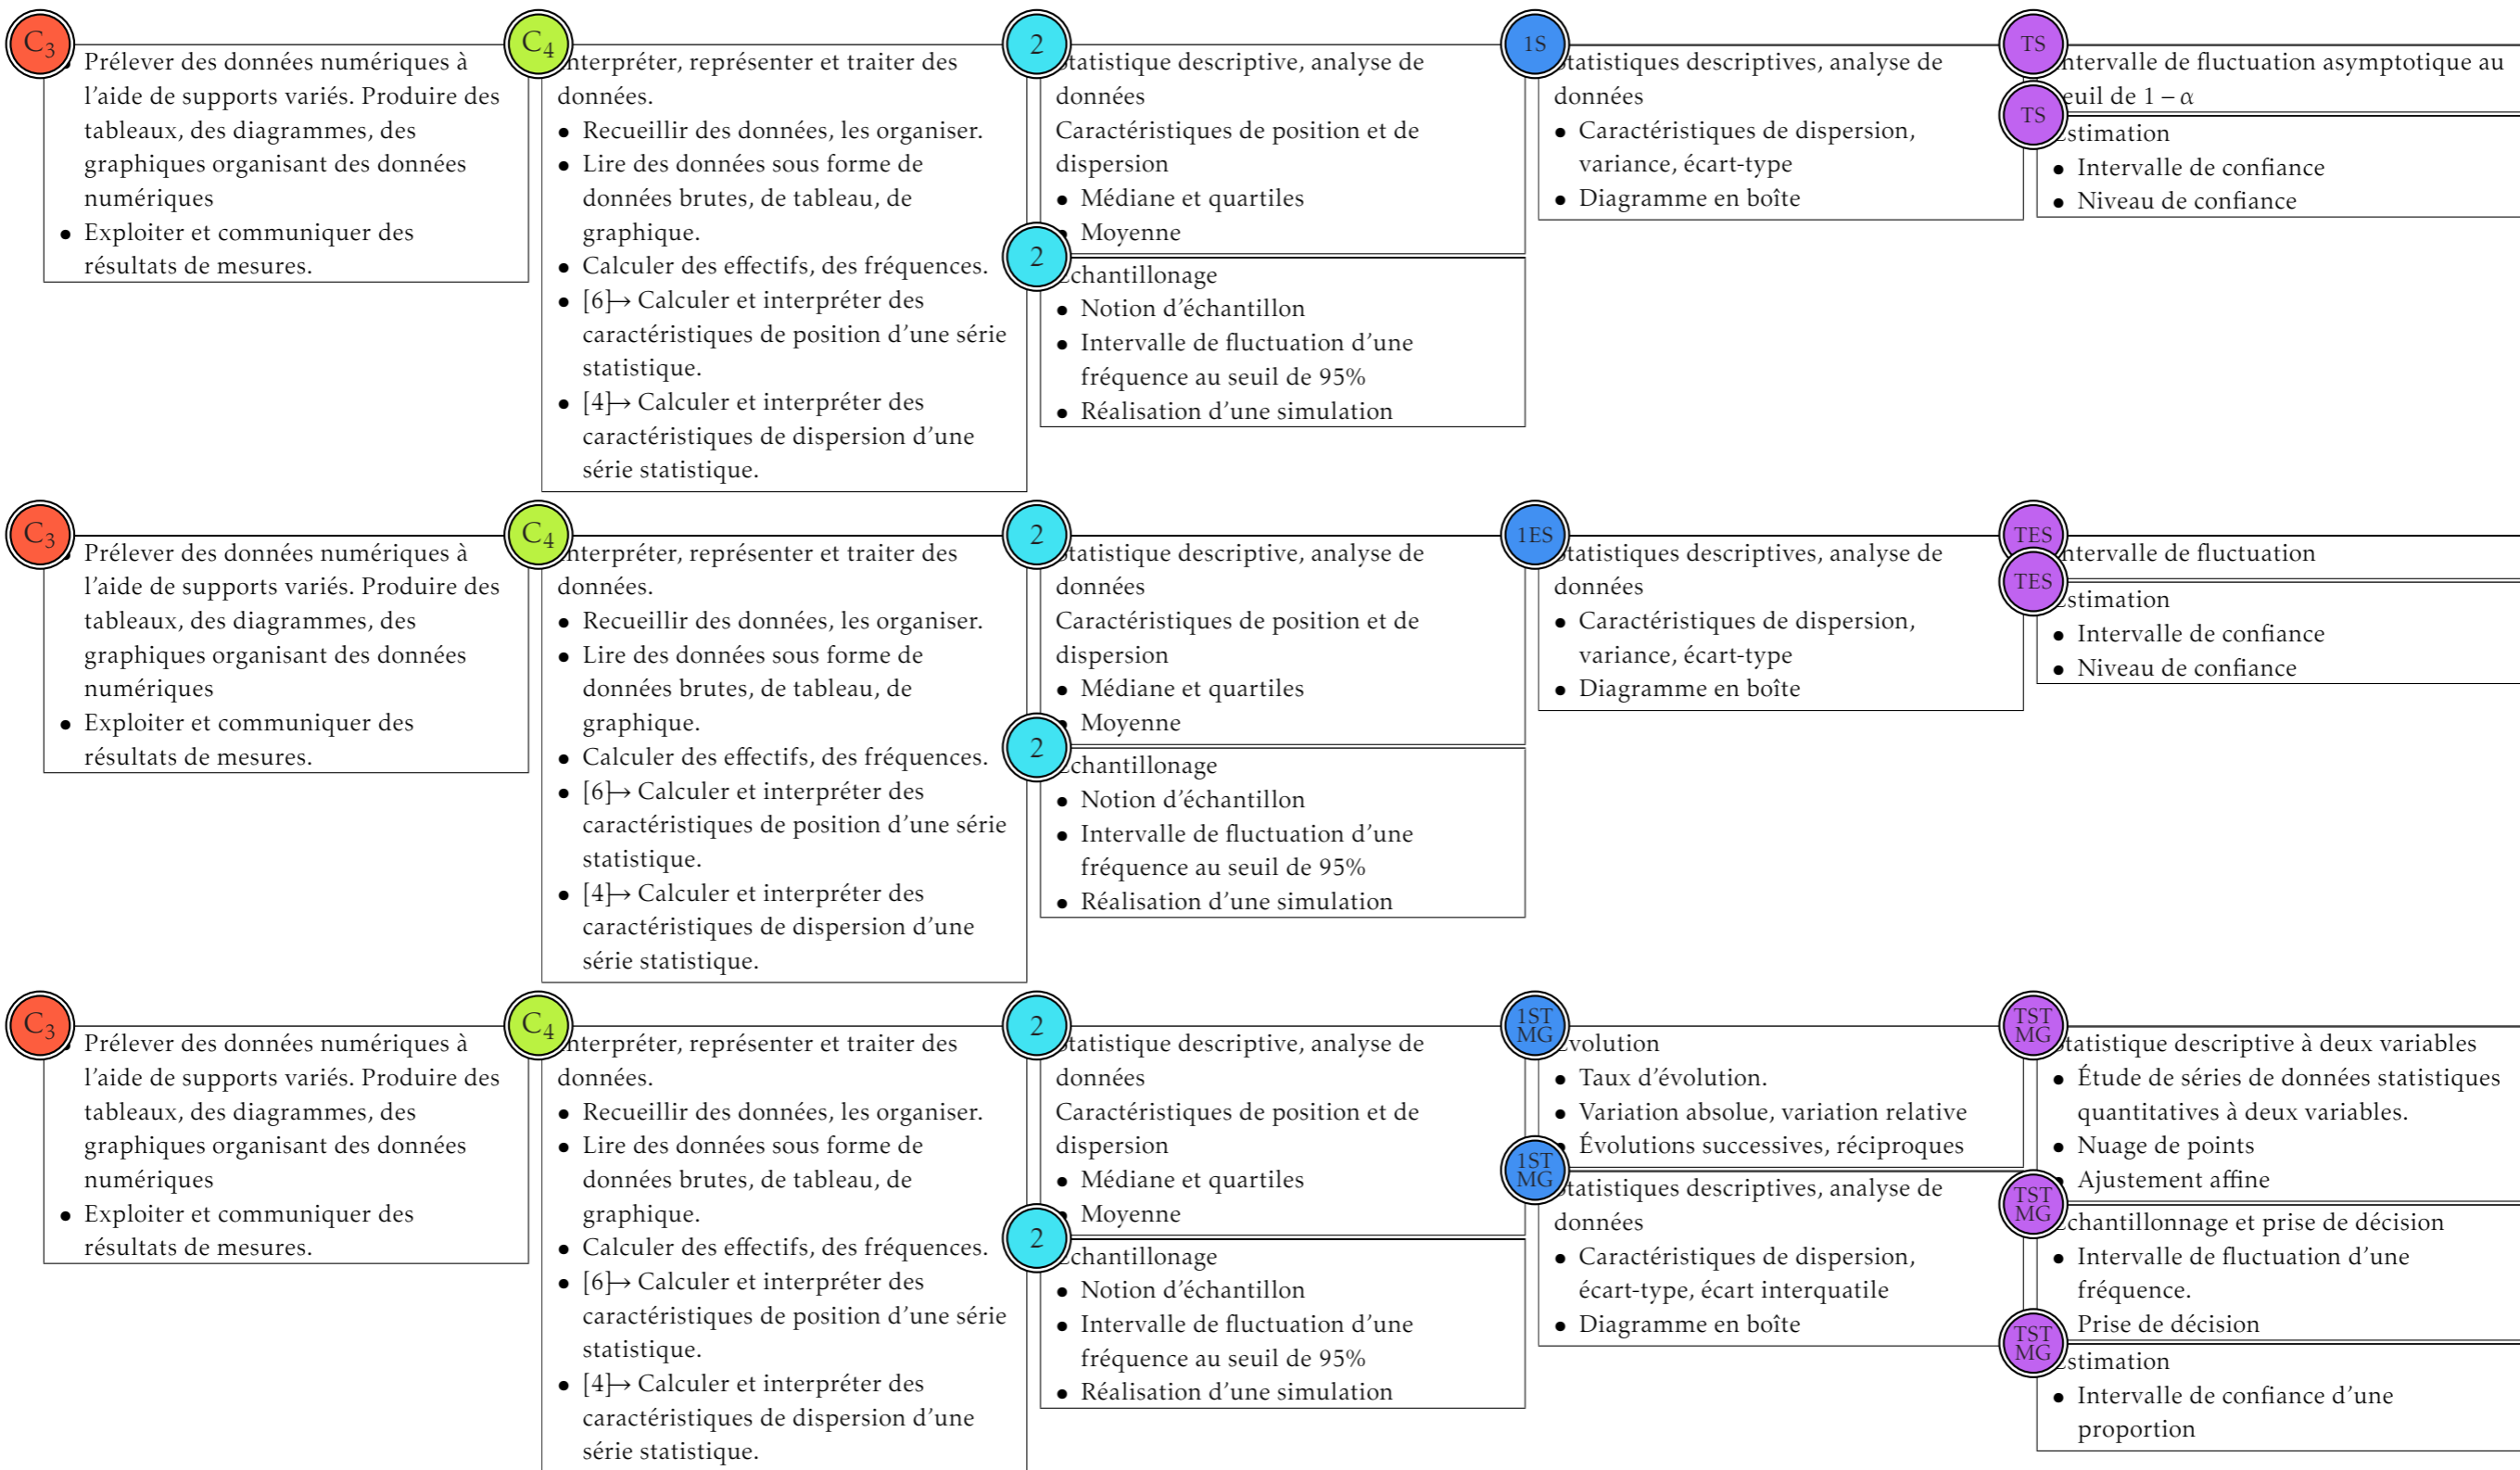 C3
• Prélever des données numériques à
l'aide de supports variés. Produire des
tableaux, des diagrammes, des
graphiques organisant des données
numériques
• Exploiter et communiquer des
résultats de mesures.
C4
Interpréter, représenter et traiter des
données.
• Recueillir des données, les organiser.
• Lire des données sous forme de
données brutes, de tableau, de
graphique.
• Calculer des effectifs, des fréquences.
• [6]↦ Calculer et interpréter des
caractéristiques de position d'une série
statistique.
• [4]↦ Calculer et interpréter des
caractéristiques de dispersion d'une
série statistique.
2
Statistique descriptive, analyse de
données
Caractéristiques de position et de
dispersion
• Médiane et quartiles
• Moyenne
2
Échantillonage
• Notion d'échantillon
• Intervalle de fluctuation d'une
fréquence au seuil de 95%
• Réalisation d'une simulation
1S
Statistiques descriptives, analyse de
données
• Caractéristiques de dispersion,
variance, écart-type
• Diagramme en boîte
TS
Intervalle de fluctuation asymptotique au
seuil de 1 − α
TS
Estimation
• Intervalle de confiance
• Niveau de confiance
C3
• Prélever des données numériques à
l'aide de supports variés. Produire des
tableaux, des diagrammes, des
graphiques organisant des données
numériques
• Exploiter et communiquer des
résultats de mesures.
C4
Interpréter, représenter et traiter des
données.
• Recueillir des données, les organiser.
• Lire des données sous forme de
données brutes, de tableau, de
graphique.
• Calculer des effectifs, des fréquences.
• [6]↦ Calculer et interpréter des
caractéristiques de position d'une série
statistique.
• [4]↦ Calculer et interpréter des
caractéristiques de dispersion d'une
série statistique.
2
Statistique descriptive, analyse de
données
Caractéristiques de position et de
dispersion
• Médiane et quartiles
• Moyenne
2
Échantillonage
• Notion d'échantillon
• Intervalle de fluctuation d'une
fréquence au seuil de 95%
• Réalisation d'une simulation
1ES
Statistiques descriptives, analyse de
données
• Caractéristiques de dispersion,
variance, écart-type
• Diagramme en boîte
TES
Intervalle de fluctuation
TES
Estimation
• Intervalle de confiance
• Niveau de confiance
C3
• Prélever des données numériques à
l'aide de supports variés. Produire des
tableaux, des diagrammes, des
graphiques organisant des données
numériques
• Exploiter et communiquer des
résultats de mesures.
C4
Interpréter, représenter et traiter des
données.
• Recueillir des données, les organiser.
• Lire des données sous forme de
données brutes, de tableau, de
graphique.
• Calculer des effectifs, des fréquences.
• [6]↦ Calculer et interpréter des
caractéristiques de position d'une série
statistique.
• [4]↦ Calculer et interpréter des
caractéristiques de dispersion d'une
série statistique.
2
Statistique descriptive, analyse de
données
Caractéristiques de position et de
dispersion
• Médiane et quartiles
• Moyenne
2
Échantillonage
• Notion d'échantillon
• Intervalle de fluctuation d'une
fréquence au seuil de 95%
• Réalisation d'une simulation
1ST
MG
Évolution
• Taux d'évolution.
• Variation absolue, variation relative
• Évolutions successives, réciproques
1ST
MG
Statistiques descriptives, analyse de
données
• Caractéristiques de dispersion,
écart-type, écart interquatile
• Diagramme en boîte
TST
MG
Statistique descriptive à deux variables
• Étude de séries de données statistiques
quantitatives à deux variables.
• Nuage de points
• Ajustement affine
TST
MG
Échantillonnage et prise de décision
• Intervalle de fluctuation d'une
fréquence.
Prise de décision
TST
MG
Estimation
• Intervalle de confiance d'une
proportion